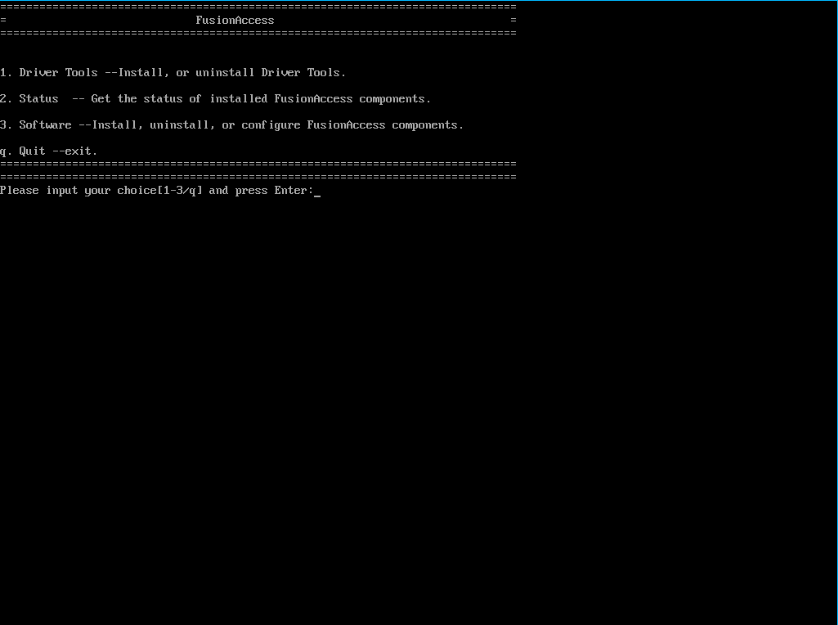 ===============================================================================
=                             FusionAccess                                    =
===============================================================================
1. Driver Tools --Install, or uninstall Driver Tools.
2. Status  -- Get the status of installed FusionAccess components.
3. Software --Install, uninstall, or configure FusionAccess components.
q. Quit --exit.
===============================================================================
===============================================================================
Please input your choice[1-3/q] and press Enter:_